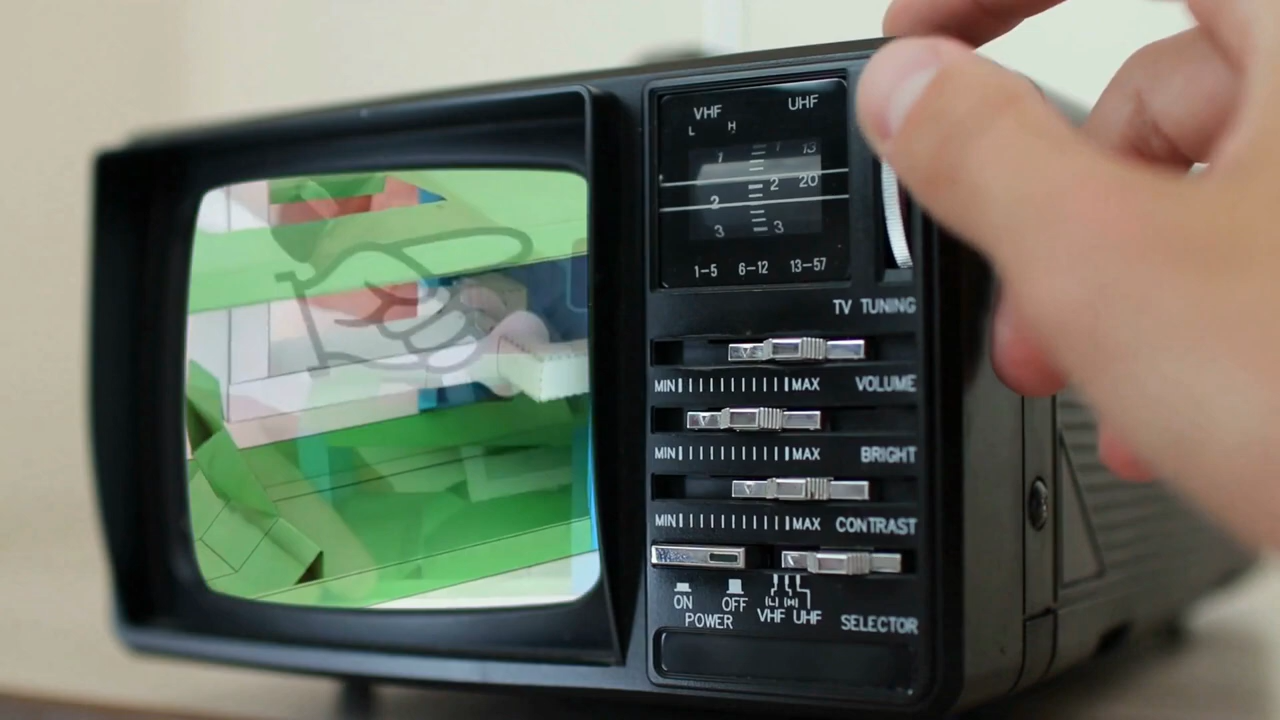 VHF UHF
L H
1 1 13
2 2 20
3 3
1-5 6-12 13-57
TV TUNING
MIN MAX VOLUME
MIN MAX BRIGHT
MIN MAX CONTRAST
ON OFF (L) (H)
POWER VHF UHF SELECTOR